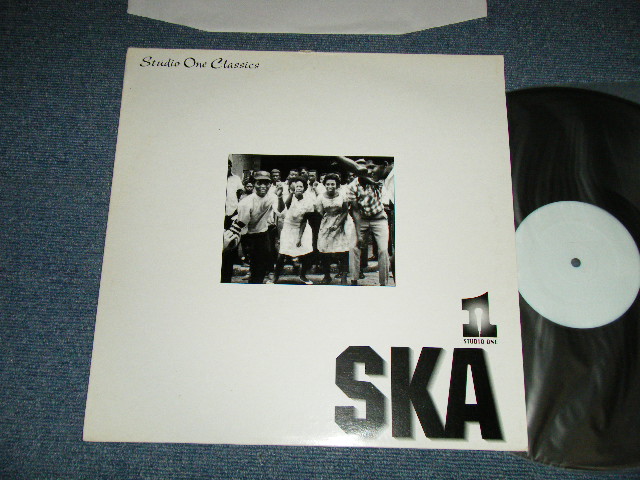 Studio One Classics
1
STUDIO ONE
SKA